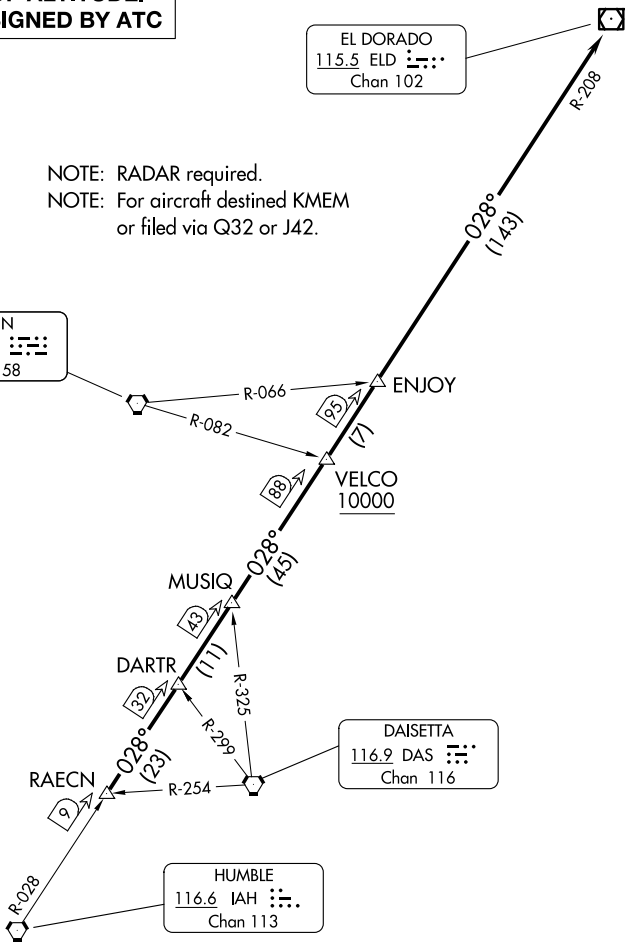 SIGNED BY ATC
EL DORADO
115.5 ELD
Chan 102
R-208
NOTE: RADAR required.
NOTE: For aircraft destined KMEM
or filed via Q32 or J42.
028°
(143)
N
58
R-066
ENJOY
95
(7)
R-082
VELCO
10000
88
028°
(45)
MUSIQ
43
(11)
DARTR
32
R-325
R-299
028°
(23)
DAISETTA
116.9 DAS
Chan 116
RAECN
9
R-254
R-028
HUMBLE
116.6 IAH
Chan 113